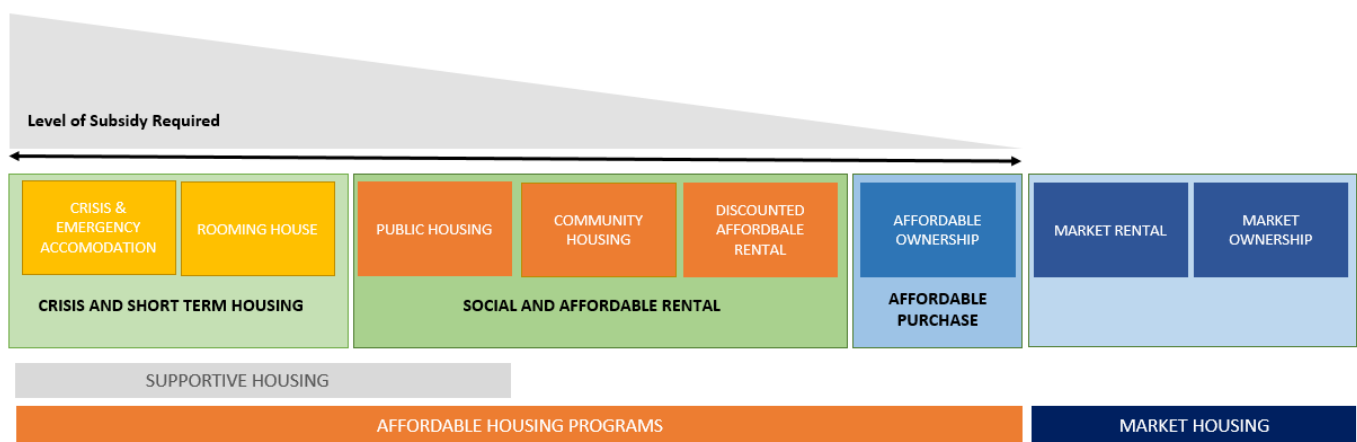 Level of Subsidy Required
CRISIS &
EMERGENCY
ACCOMODATION
ROOMING HOUSE
PUBLIC HOUSING
COMMUNITY
HOUSING
DISCOUNTED
AFFORDBALE
RENTAL
AFFORDABLE
OWNERSHIP
MARKET RENTAL
MARKET
OWNERSHIP
CRISIS AND SHORT TERM HOUSING
SOCIAL AND AFFORDABLE RENTAL
AFFORDABLE
PURCHASE
SUPPORTIVE HOUSING
AFFORDABLE HOUSING PROGRAMS
MARKET HOUSING